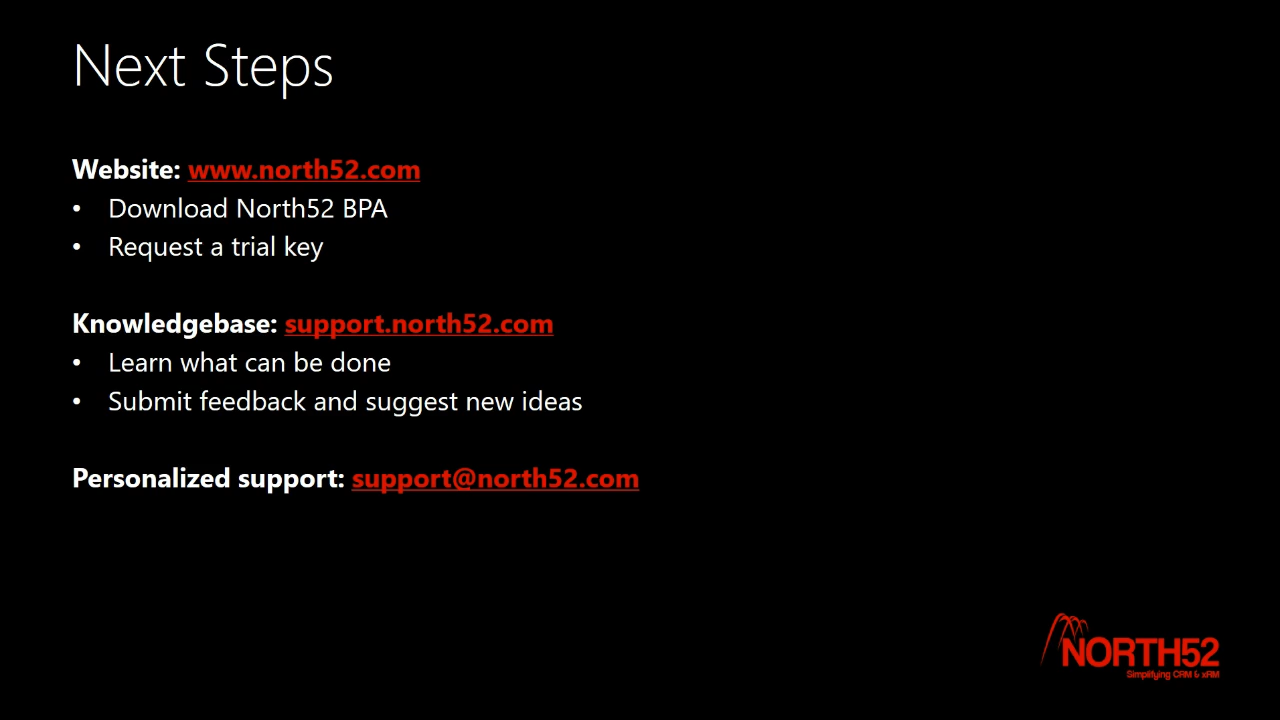 Next Steps
Website: www.north52.com
• Download North52 BPA
• Request a trial key
Knowledgebase: support.north52.com
• Learn what can be done
• Submit feedback and suggest new ideas
Personalized support: support@north52.com
NORTH52
Simplifying CRM & xRM